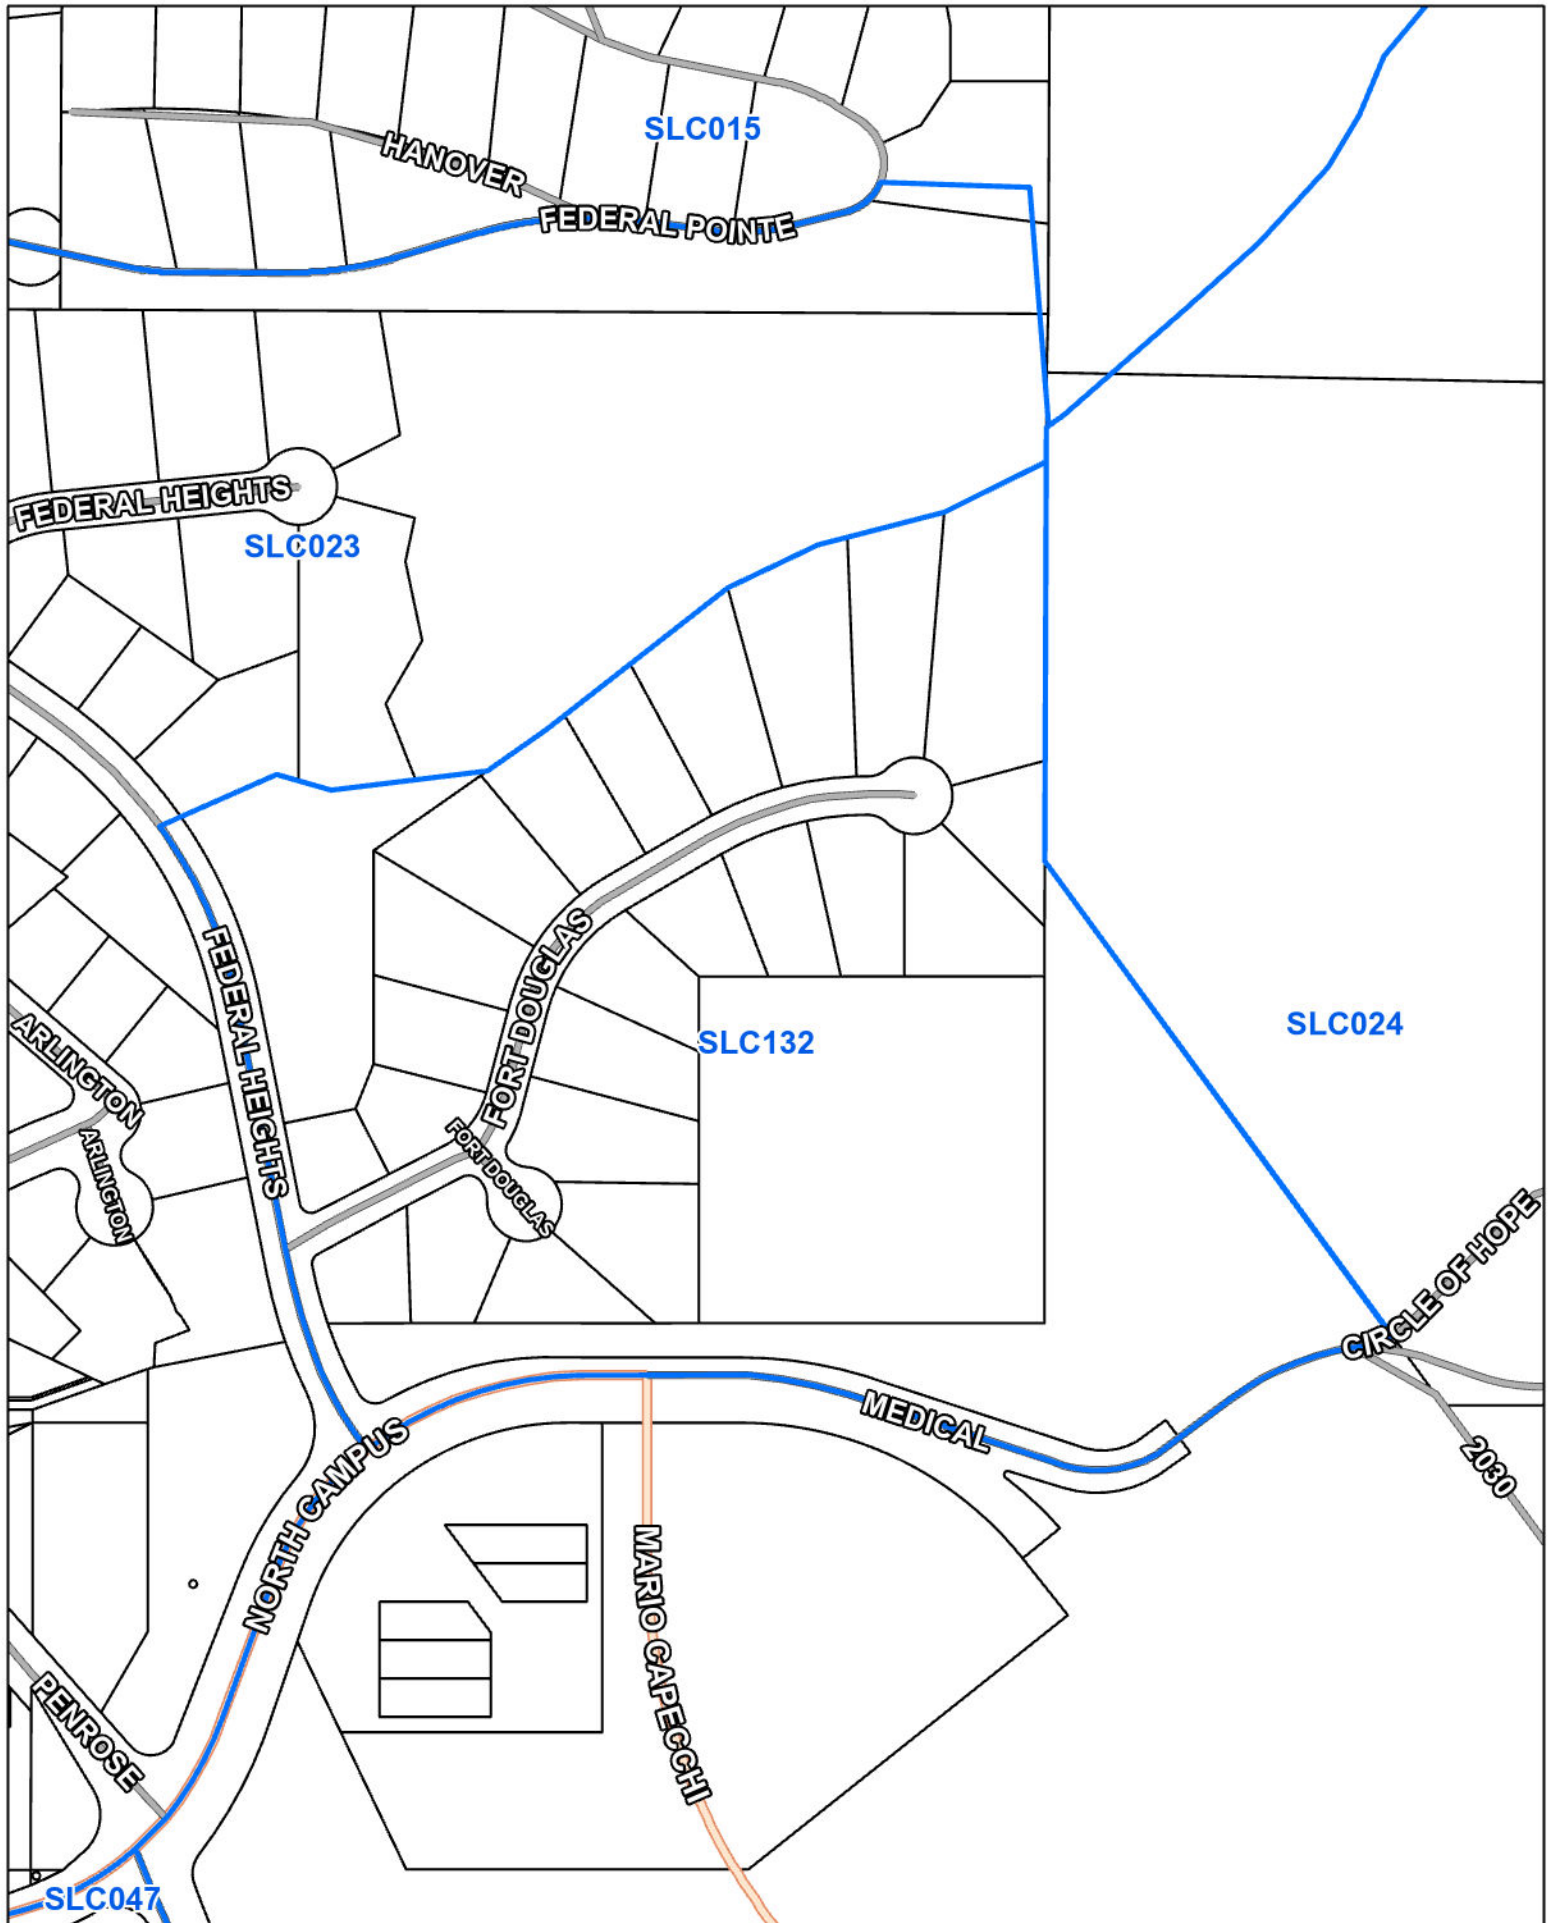 SLC015
HANOVER
FEDERAL POINTE
FEDERAL HEIGHTS
SLC023
FORT DOUGLAS
FEDERAL HEIGHTS
ARLINGTON
SLC132
SLC024
ARLINGTON
FORT DOUGLAS
CIRCLE OF HOPE
MEDICAL
NORTH CAMPUS
2030
MARIO CAPECCHI
PENROSE
SLC047